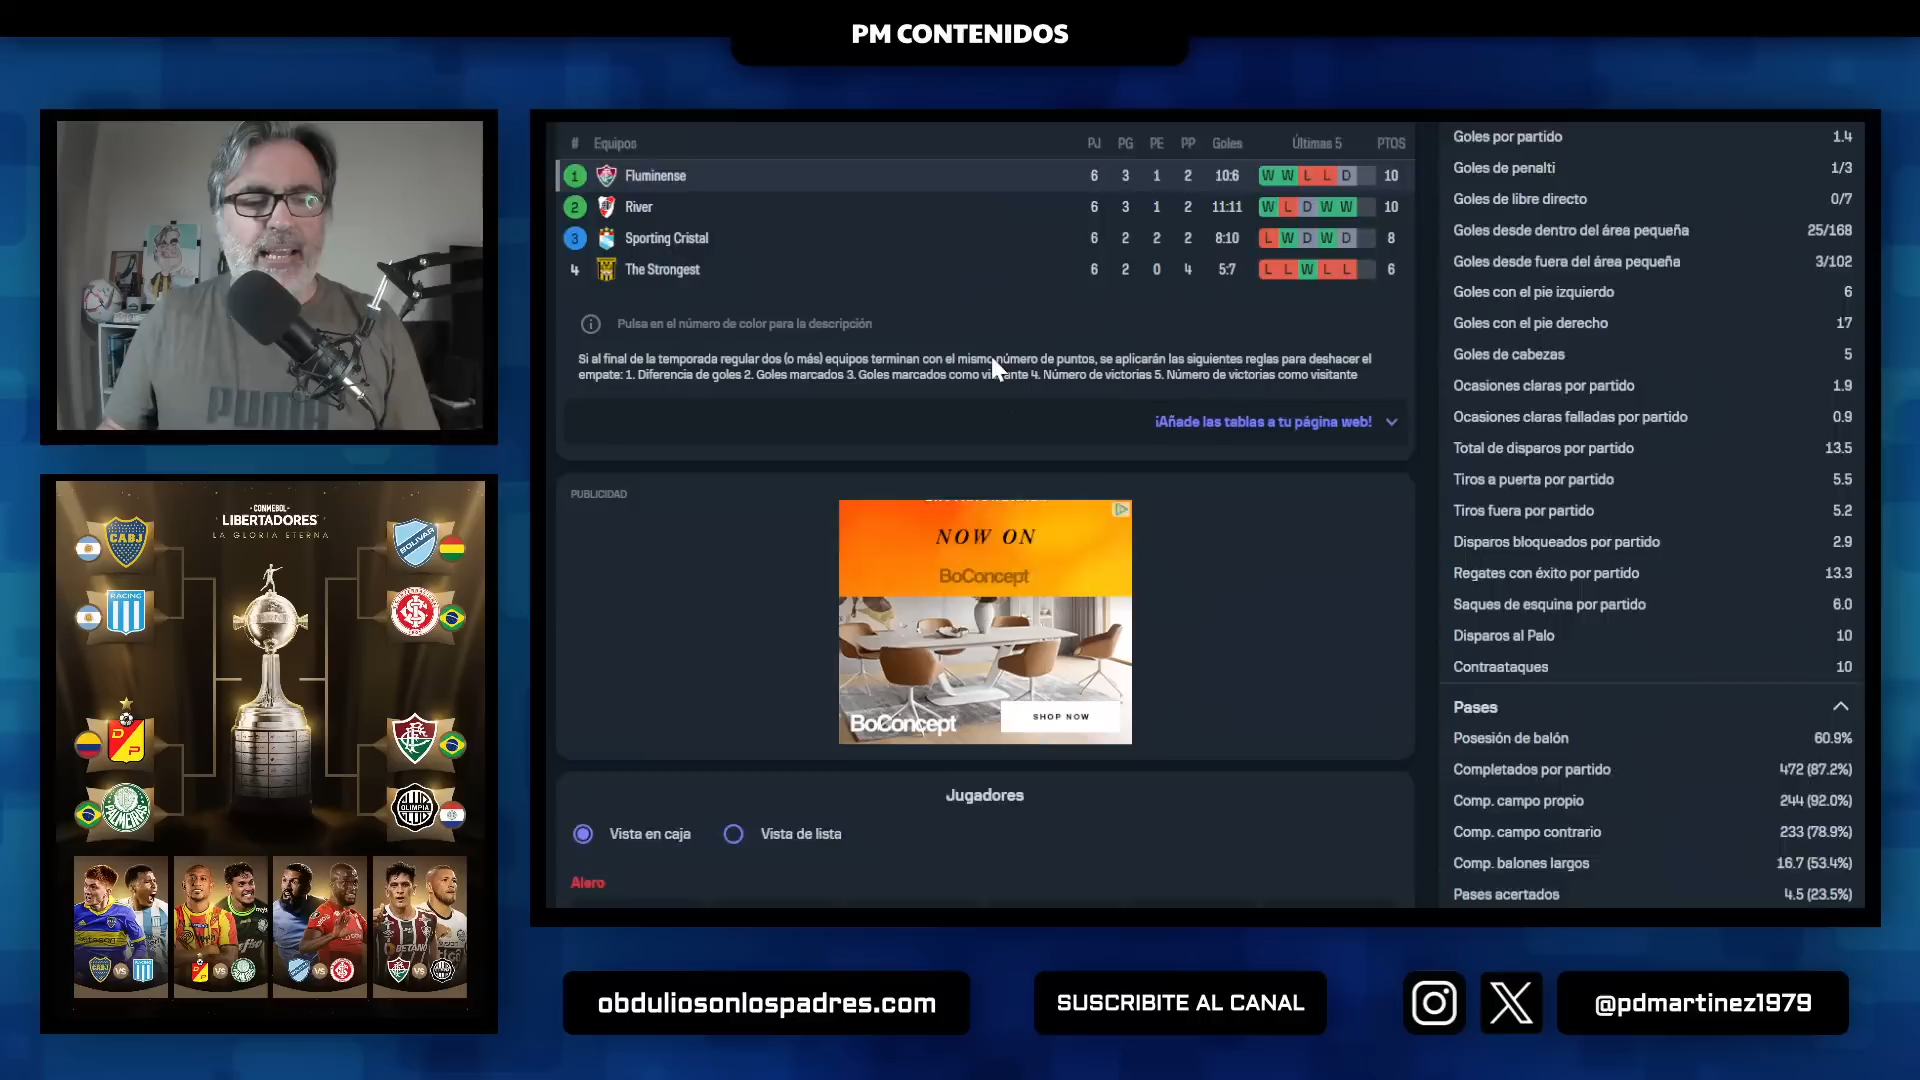 PM CONTENIDOS
PUMA
CONMEBOL
LIBERTADORES
LA GLORIA ETERNA
CABJ
BOLIVAR
RACING
D P
PALMEIRAS
OLIMPIA
BETANO
VS
VS
VS
VS
# Equipos PJ PG PE PP Goles Últimas 5 PTOS
1 Fluminense 6 3 1 2 10:6 W W L L D 10
2 River 6 3 1 2 11:11 W L D W W 10
3 Sporting Cristal 6 2 2 2 8:10 L W D W D 8
4 The Strongest 6 2 0 4 5:7 L L W L L 6
Pulsa en el número de color para la descripción
Si al final de la temporada regular dos (o más) equipos terminan con el mismo número de puntos, se aplicarán las siguientes reglas para deshacer el
empate: 1. Diferencia de goles 2. Goles marcados 3. Goles marcados como visitante 4. Número de victorias 5. Número de victorias como visitante
¡Añade las tablas a tu página web!
PUBLICIDAD
NOW ON
BoConcept
BoConcept
SHOP NOW
Jugadores
Vista en caja Vista de lista
Alero
Goles por partido 1.4
Goles de penalti 1/3
Goles de libre directo 0/7
Goles desde dentro del área pequeña 25/168
Goles desde fuera del área pequeña 3/102
Goles con el pie izquierdo 6
Goles con el pie derecho 17
Goles de cabezas 5
Ocasiones claras por partido 1.9
Ocasiones claras falladas por partido 0.9
Total de disparos por partido 13.5
Tiros a puerta por partido 5.5
Tiros fuera por partido 5.2
Disparos bloqueados por partido 2.9
Regates con éxito por partido 13.3
Saques de esquina por partido 6.0
Disparos al Palo 10
Contraataques 10
Pases
Posesión de balón 60.9%
Completados por partido 472 (87.2%)
Comp. campo propio 244 (92.0%)
Comp. campo contrario 233 (78.9%)
Comp. balones largos 16.7 (53.4%)
Pases acertados 4.5 (23.5%)
obduliosonlospadres.com
SUSCRIBITE AL CANAL
@pdmartinez1979